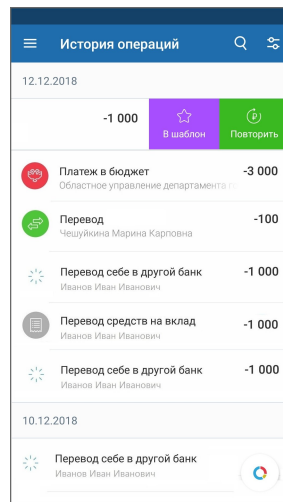 История операций
12.12.2018
-1 000
В шаблон
Повторить
Платеж в бюджет -3 000
Областное управление департамента
Перевод -100
Чешуйкина Марина Карповна
Перевод себе в другой банк -1 000
Иванов Иван Иванович
Перевод средств на вклад -1 000
Иванов Иван Иванович
Перевод себе в другой банк -1 000
Иванов Иван Иванович
10.12.2018
Перевод себе в другой банк
Иванов Иван Иванович